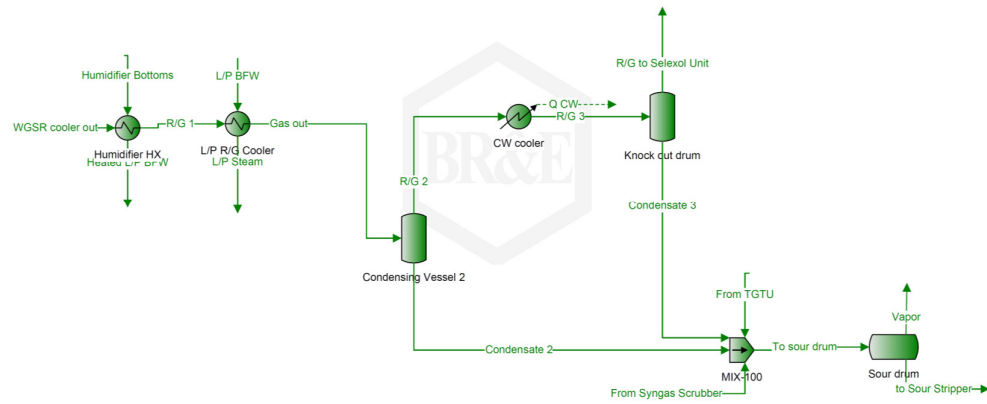 R/G to Selexol Unit
Humidifier Bottoms
L/P BFW
Q CW
WGSR cooler out
R/G 1
Gas out
R/G 3
CW cooler
Humidifier HX
L/P R/G Cooler
Heated L/P BFW
L/P Steam
Knock out drum
BR&E
R/G 2
Condensate 3
Condensing Vessel 2
From TGTU
Vapor
Condensate 2
To sour drum
Sour drum
MIX-100
to Sour Stripper
From Syngas Scrubber